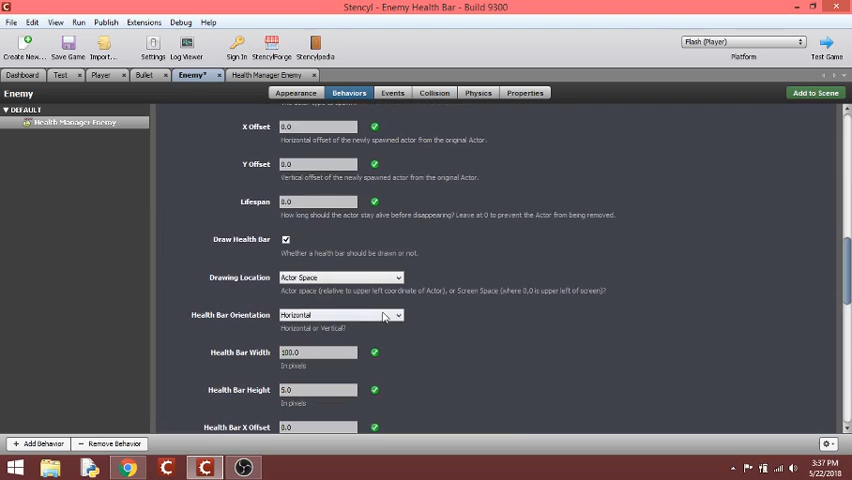 Stencyl - Enemy Health Bar - Build 9300
File Edit View Run Publish Extensions Debug Help
Create New... Save Game Import... Settings Log Viewer Sign In StencylForge Stencylpedia
Flash (Player)
Platform
Test Game
Dashboard Test Player Bullet Enemy* Health Manager Enemy
Enemy
Appearance Behaviors Events Collision Physics Properties
Add to Scene
DEFAULT
Health Manager Enemy
X Offset 0.0
Horizontal offset of the newly spawned actor from the original Actor.
Y Offset 0.0
Vertical offset of the newly spawned actor from the original Actor.
Lifespan 0.0
How long should the actor stay alive before disappearing? Leave at 0 to prevent the Actor from being removed.
Draw Health Bar
Whether a health bar should be drawn or not.
Drawing Location Actor Space
Actor space (relative to upper left coordinate of Actor), or Screen Space (where 0,0 is upper left of screen)?
Health Bar Orientation Horizontal
Horizontal or Vertical?
Health Bar Width 100.0
In pixels
Health Bar Height 5.0
In pixels
Health Bar X Offset 0.0
Add Behavior Remove Behavior
3:37 PM
5/22/2018